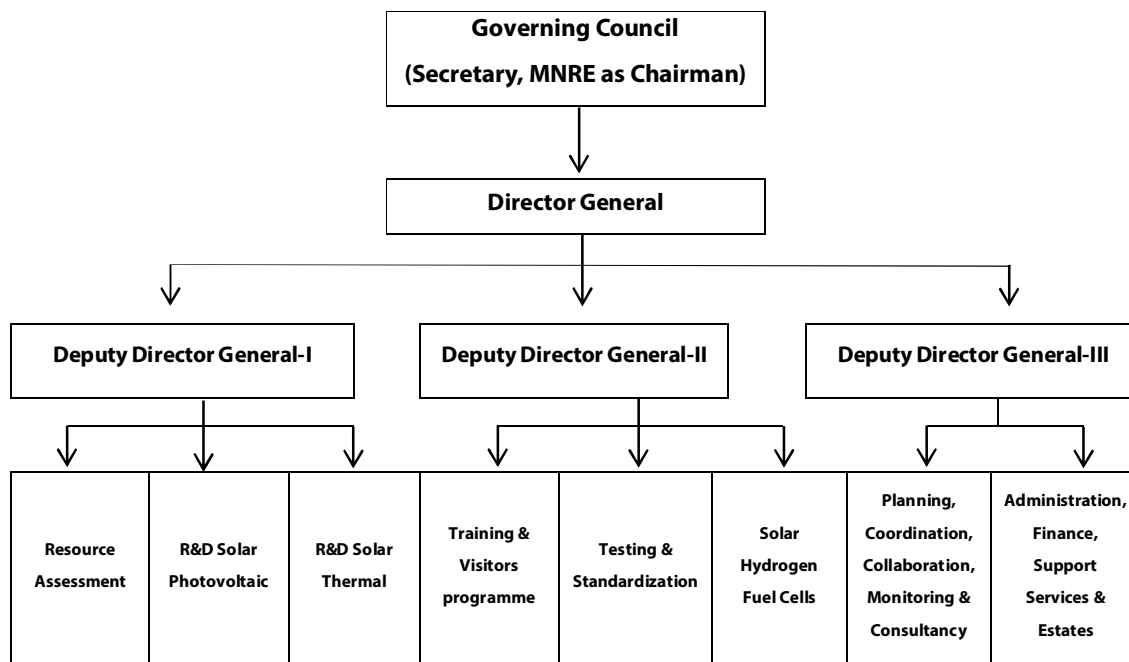 Governing Council
(Secretary, MNRE as Chairman)
Director General
Deputy Director General-I
Deputy Director General-II
Deputy Director General-III
Resource
Assessment
R&D Solar
Photovoltaic
R&D Solar
Thermal
Training &
Visitors
programme
Testing &
Standardization
Solar
Hydrogen
Fuel Cells
Planning,
Coordination,
Collaboration,
Monitoring &
Consultancy
Administration,
Finance,
Support
Services &
Estates